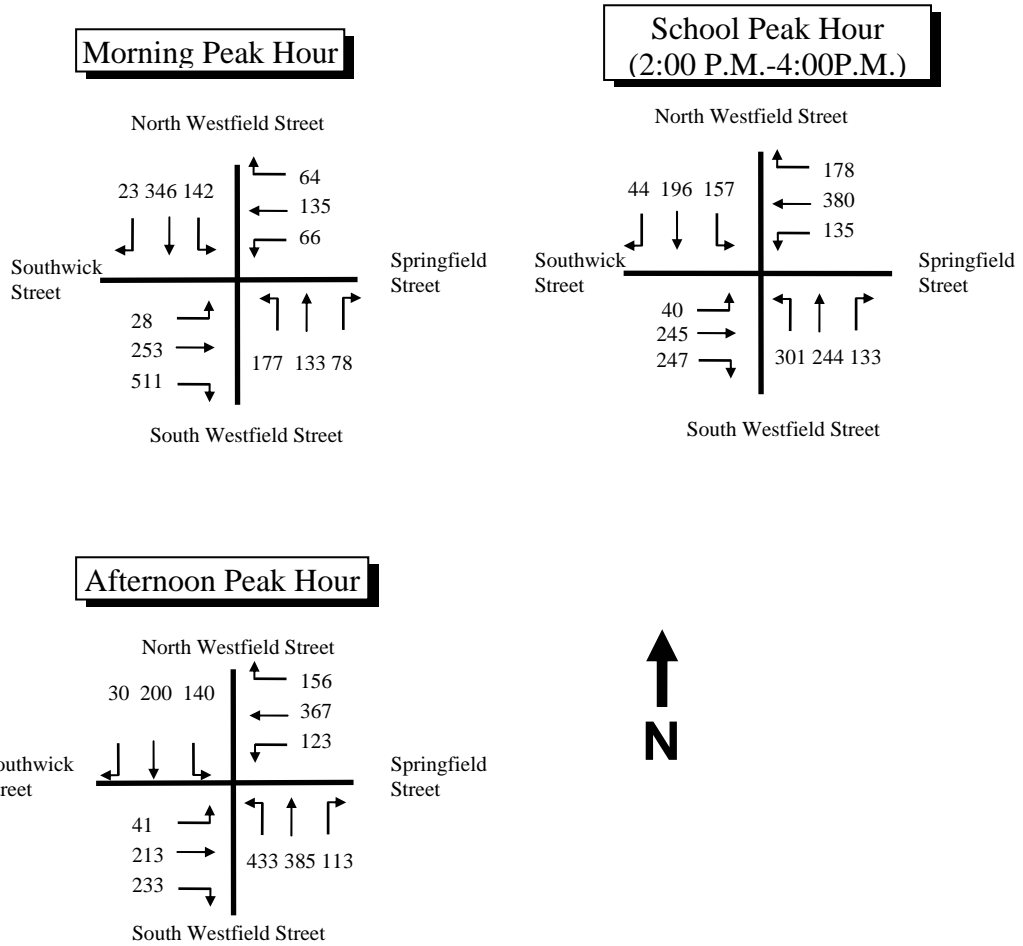 Morning Peak Hour
North Westfield Street
23 346 142
64
135
66
Southwick
Street
Springfield
Street
28
253
511
177 133 78
South Westfield Street
School Peak Hour
(2:00 P.M.-4:00P.M.)
North Westfield Street
44 196 157
178
380
135
Southwick
Street
Springfield
Street
40
245
247
301 244 133
South Westfield Street
Afternoon Peak Hour
North Westfield Street
30 200 140
156
367
123
outhwick
treet
Springfield
Street
41
213
233
433 385 113
South Westfield Street
N